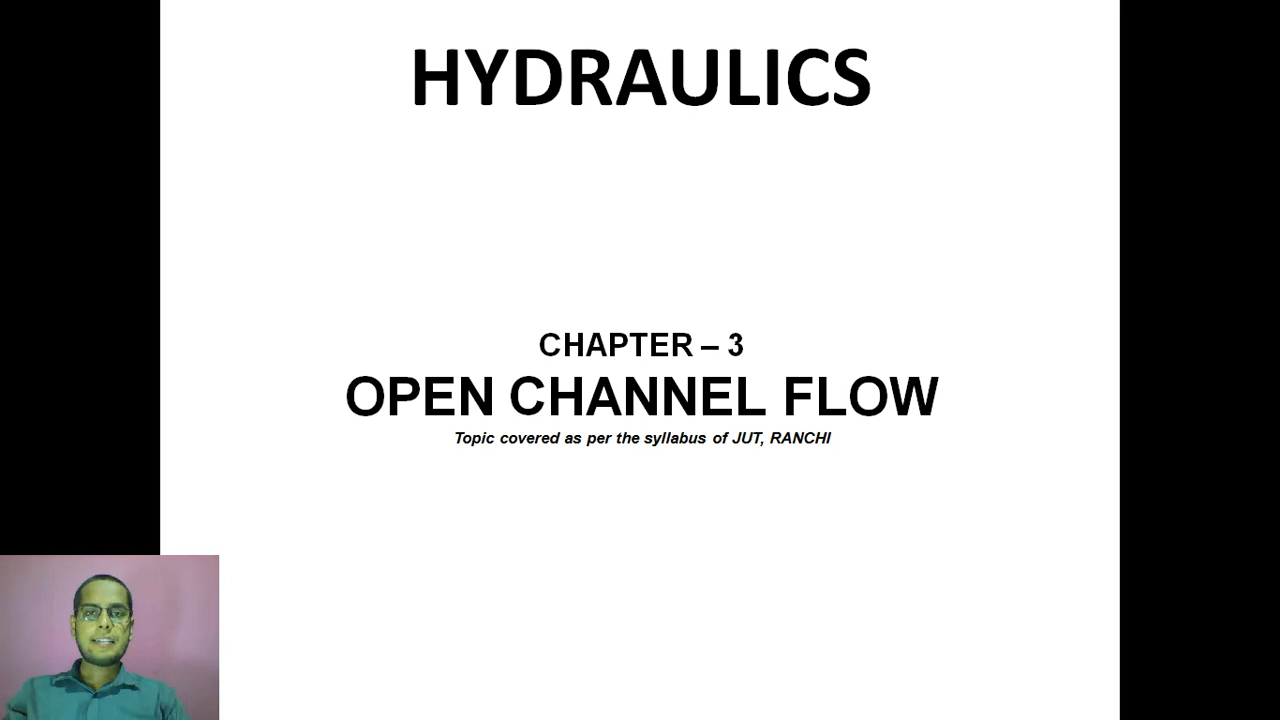 HYDRAULICS
CHAPTER – 3
OPEN CHANNEL FLOW
Topic covered as per the syllabus of JUT, RANCHI